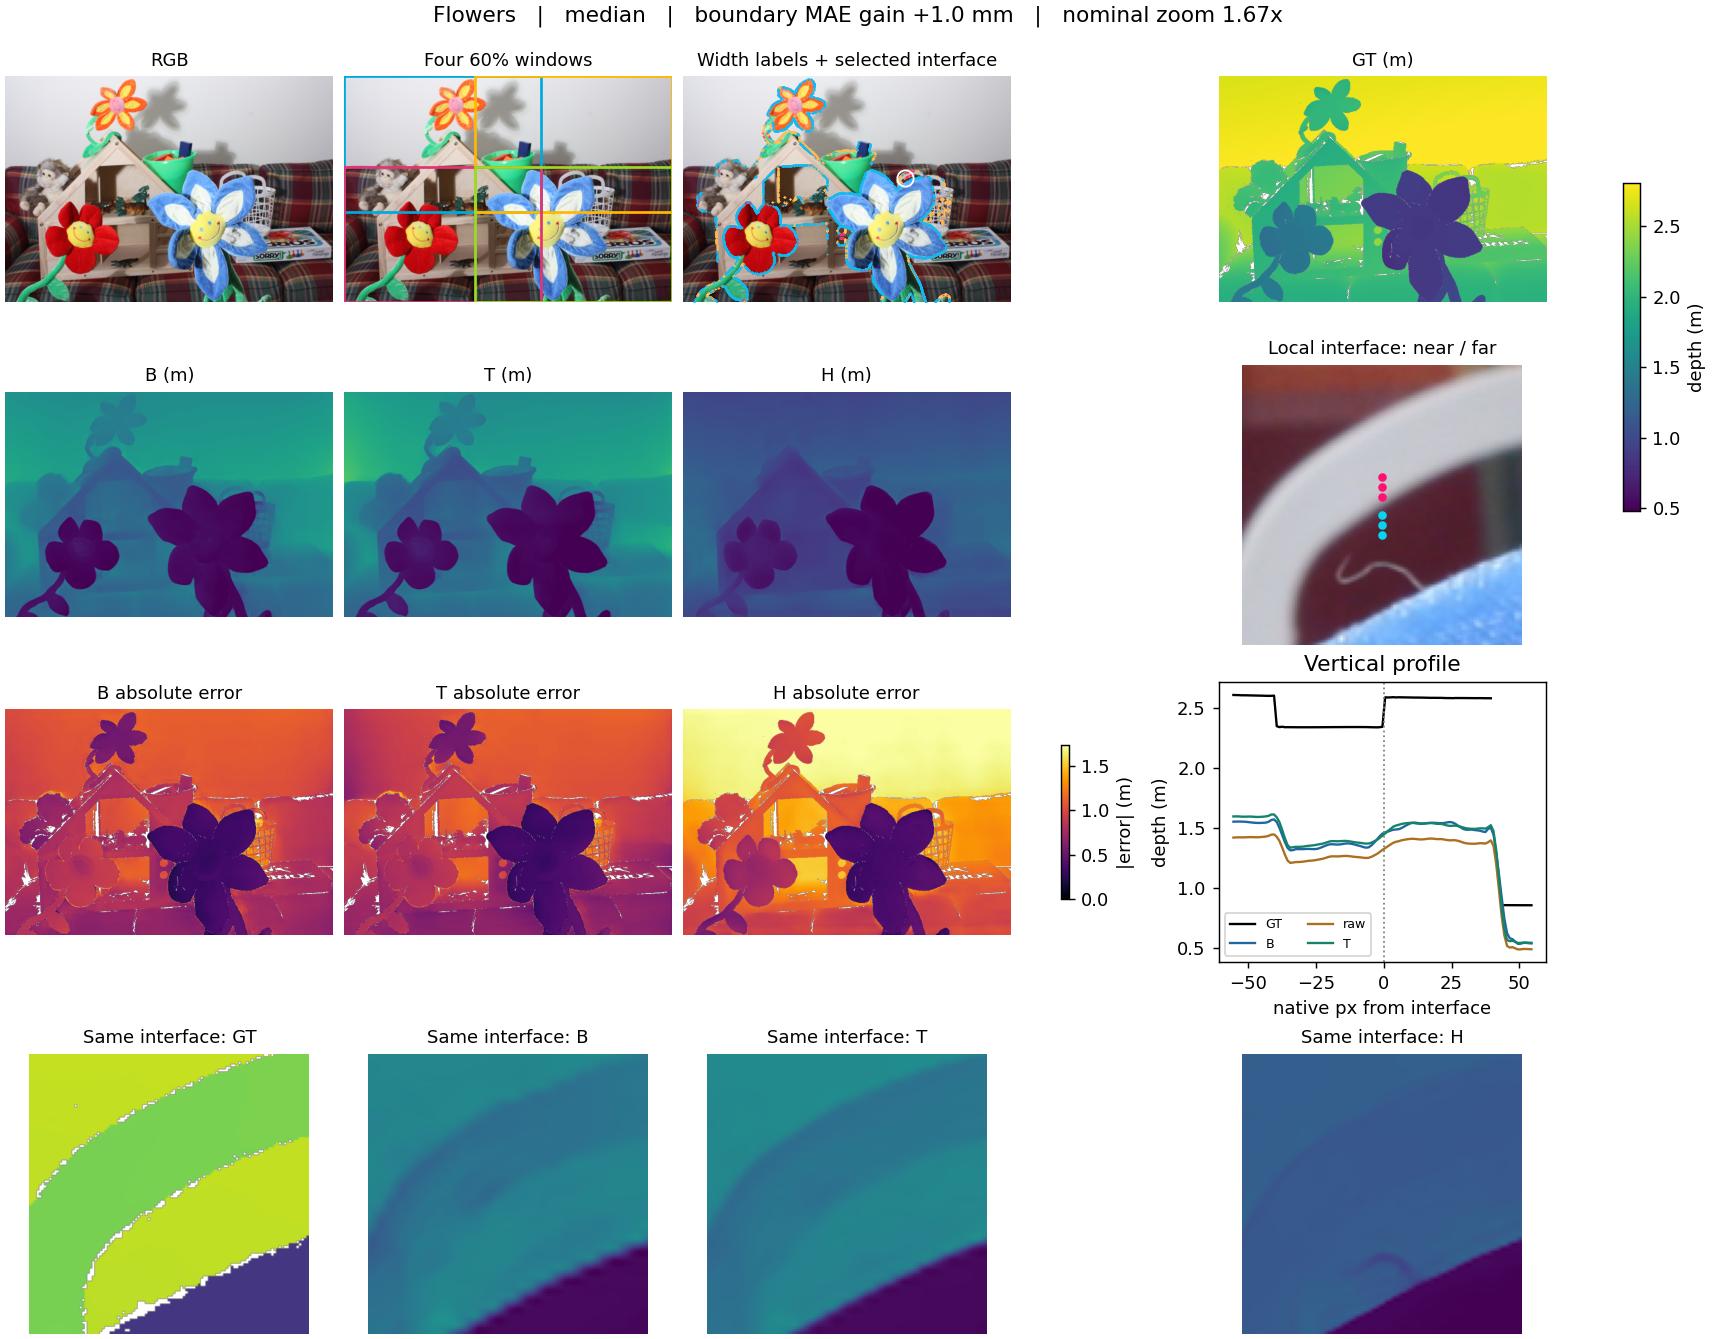 Flowers | median | boundary MAE gain +1.0 mm | nominal zoom 1.67x
RGB
Four 60% windows
Width labels + selected interface
GT (m)
SORRY!
2.5
2.0
1.5
1.0
0.5
depth (m)
B (m)
T (m)
H (m)
Local interface: near / far
B absolute error
T absolute error
H absolute error
1.5
1.0
0.5
0.0
|error| (m)
Vertical profile
2.5
2.0
1.5
1.0
0.5
depth (m)
GT
B
raw
T
−50
−25
0
25
50
native px from interface
Same interface: GT
Same interface: B
Same interface: T
Same interface: H